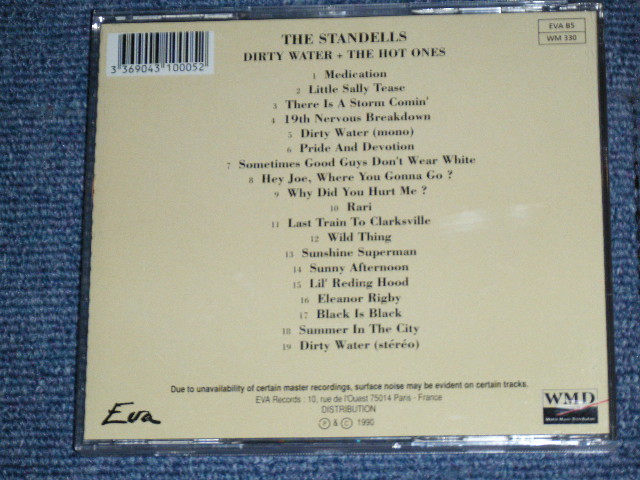 THE STANDELLS
DIRTY WATER + THE HOT ONES
EVA 85
WM 330
3 369043 100052
1 Medication
2 Little Sally Tease
3 There Is A Storm Comin'
4 19th Nervous Breakdown
5 Dirty Water (mono)
6 Pride And Devotion
7 Sometimes Good Guys Don't Wear White
8 Hey Joe, Where You Gonna Go ?
9 Why Did You Hurt Me ?
10 Rari
11 Last Train To Clarksville
12 Wild Thing
13 Sunshine Superman
14 Sunny Afternoon
15 Lil' Reding Hood
16 Eleanor Rigby
17 Black Is Black
18 Summer In The City
19 Dirty Water (stéréo)
Due to unavailability of certain master recordings, surface noise may be evident on certain tracks.
EVA Records : 10, rue de l'Ouest 75014 Paris - France
DISTRIBUTION
℗ & © 1990
Eva
WMD